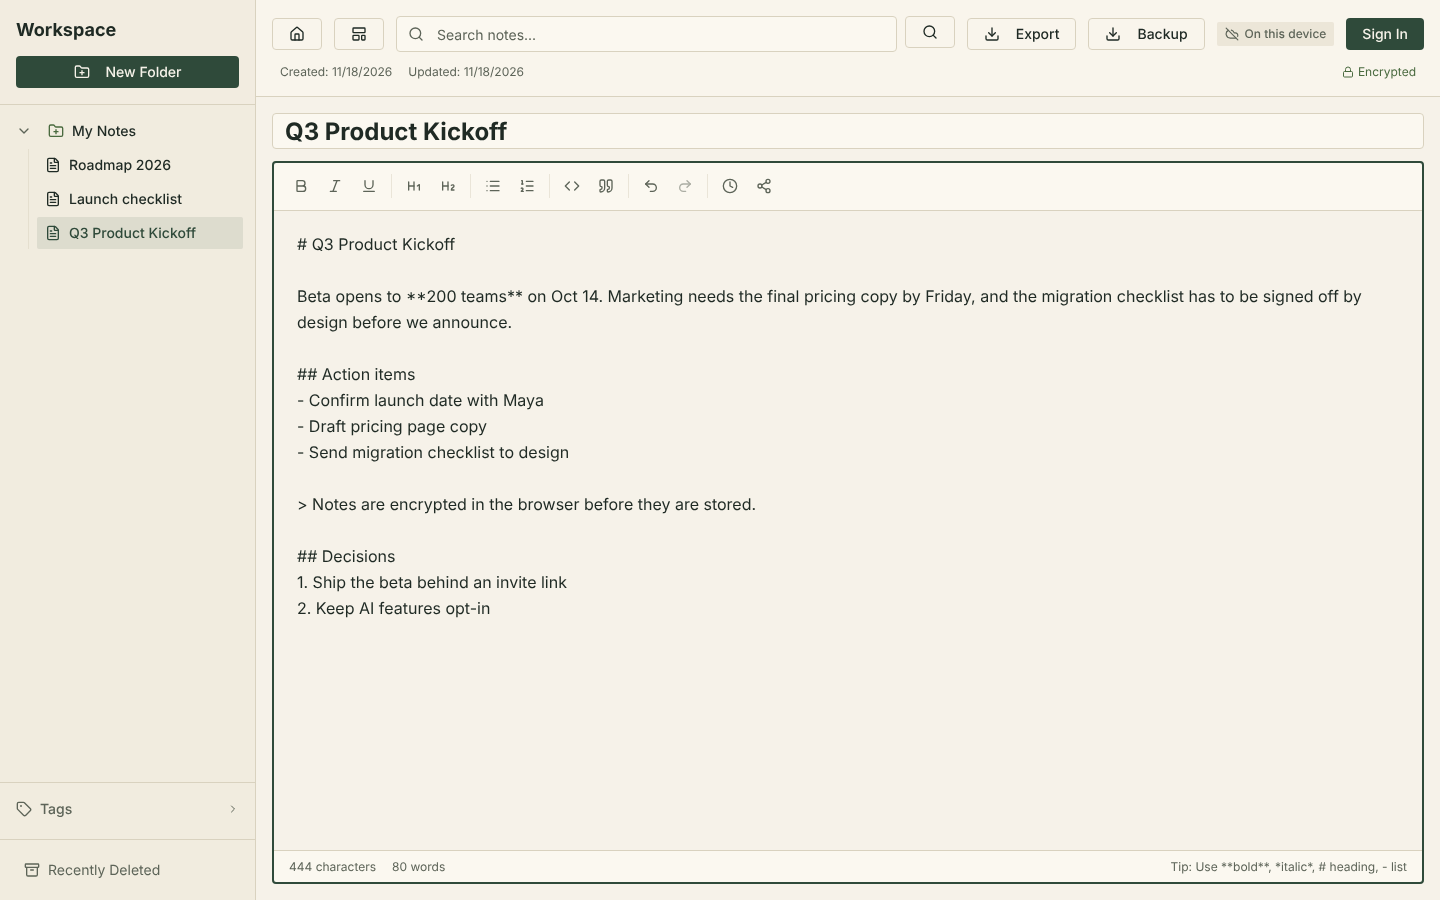 Workspace
New Folder
My Notes
Roadmap 2026
Launch checklist
Q3 Product Kickoff
Tags
Recently Deleted
Search notes...
Export
Backup
On this device
Sign In
Created: 11/18/2026 Updated: 11/18/2026
Encrypted
Q3 Product Kickoff
B I U H1 H2
# Q3 Product Kickoff
Beta opens to **200 teams** on Oct 14. Marketing needs the final pricing copy by Friday, and the migration checklist has to be signed off by
design before we announce.
## Action items
- Confirm launch date with Maya
- Draft pricing page copy
- Send migration checklist to design
> Notes are encrypted in the browser before they are stored.
## Decisions
1. Ship the beta behind an invite link
2. Keep AI features opt-in
444 characters 80 words
Tip: Use **bold**, *italic*, # heading, - list